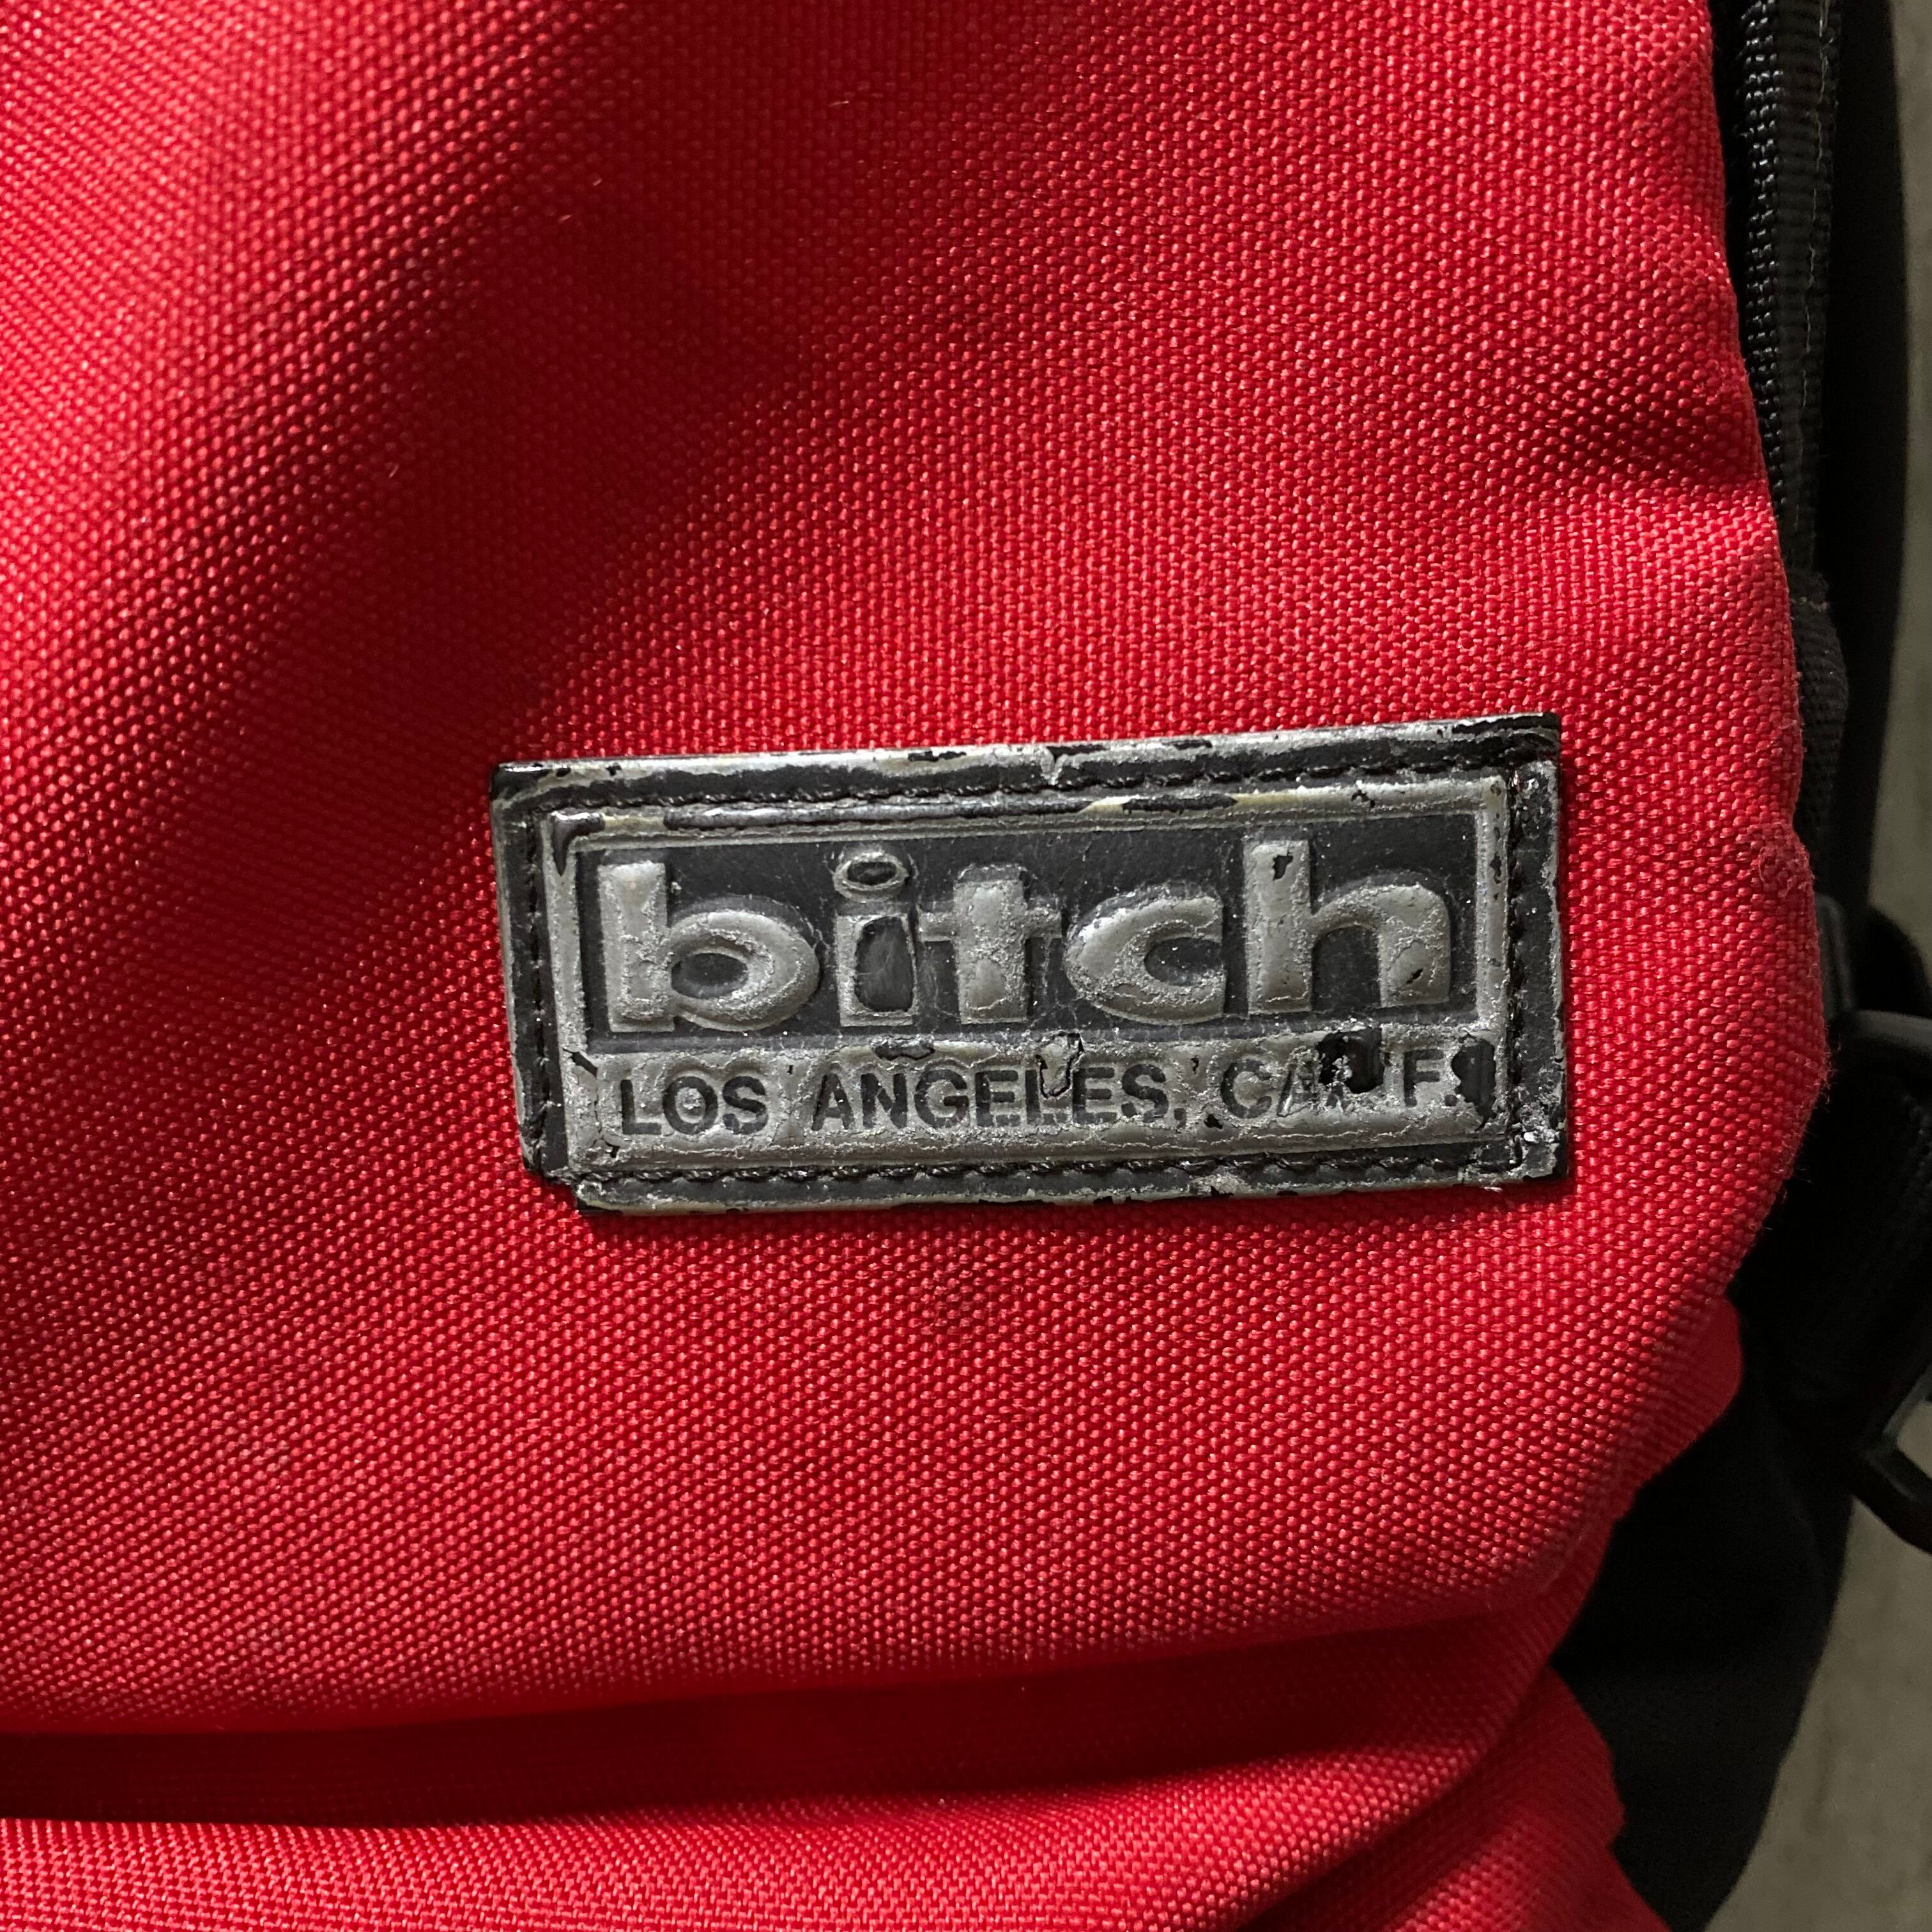 bitch
LOS ANGELES, CALIF.